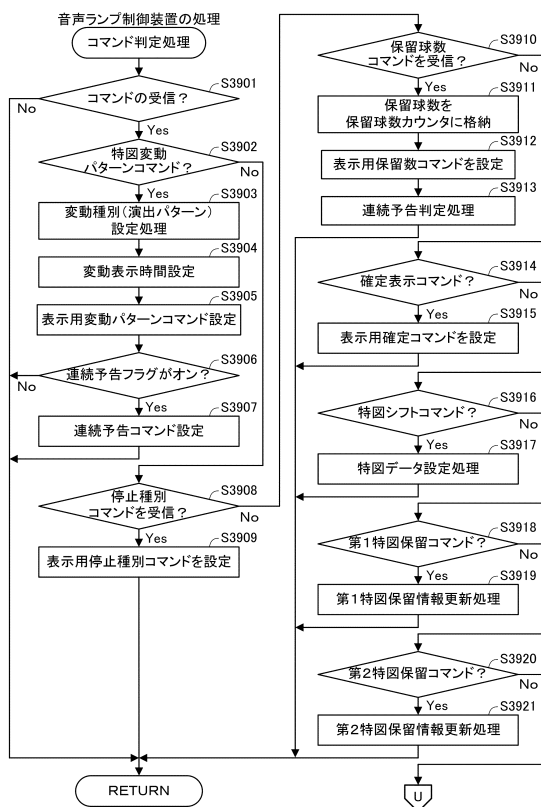 音声ランプ制御装置の処理
コマンド判定処理
S3901
コマンドの受信？
No
Yes
S3902
特図変動
パターンコマンド？
Yes
S3903
変動種別(演出パターン)
設定処理
S3904
変動表示時間設定
S3905
表示用変動パターンコマンド設定
S3906
連続予告フラグがオン？
No
Yes
S3907
連続予告コマンド設定
S3908
停止種別
コマンドを受信？
No
Yes
S3909
表示用停止種別コマンドを設定
RETURN
S3910
保留球数
コマンドを受信？
No
Yes
S3911
保留球数を
保留球数カウンタに格納
S3912
表示用保留数コマンドを設定
S3913
連続予告判定処理
S3914
確定表示コマンド？
No
Yes
S3915
表示用確定コマンドを設定
S3916
特図シフトコマンド？
No
Yes
S3917
特図データ設定処理
S3918
第1特図保留コマンド？
No
Yes
S3919
第1特図保留情報更新処理
S3920
第2特図保留コマンド？
No
Yes
S3921
第2特図保留情報更新処理
U